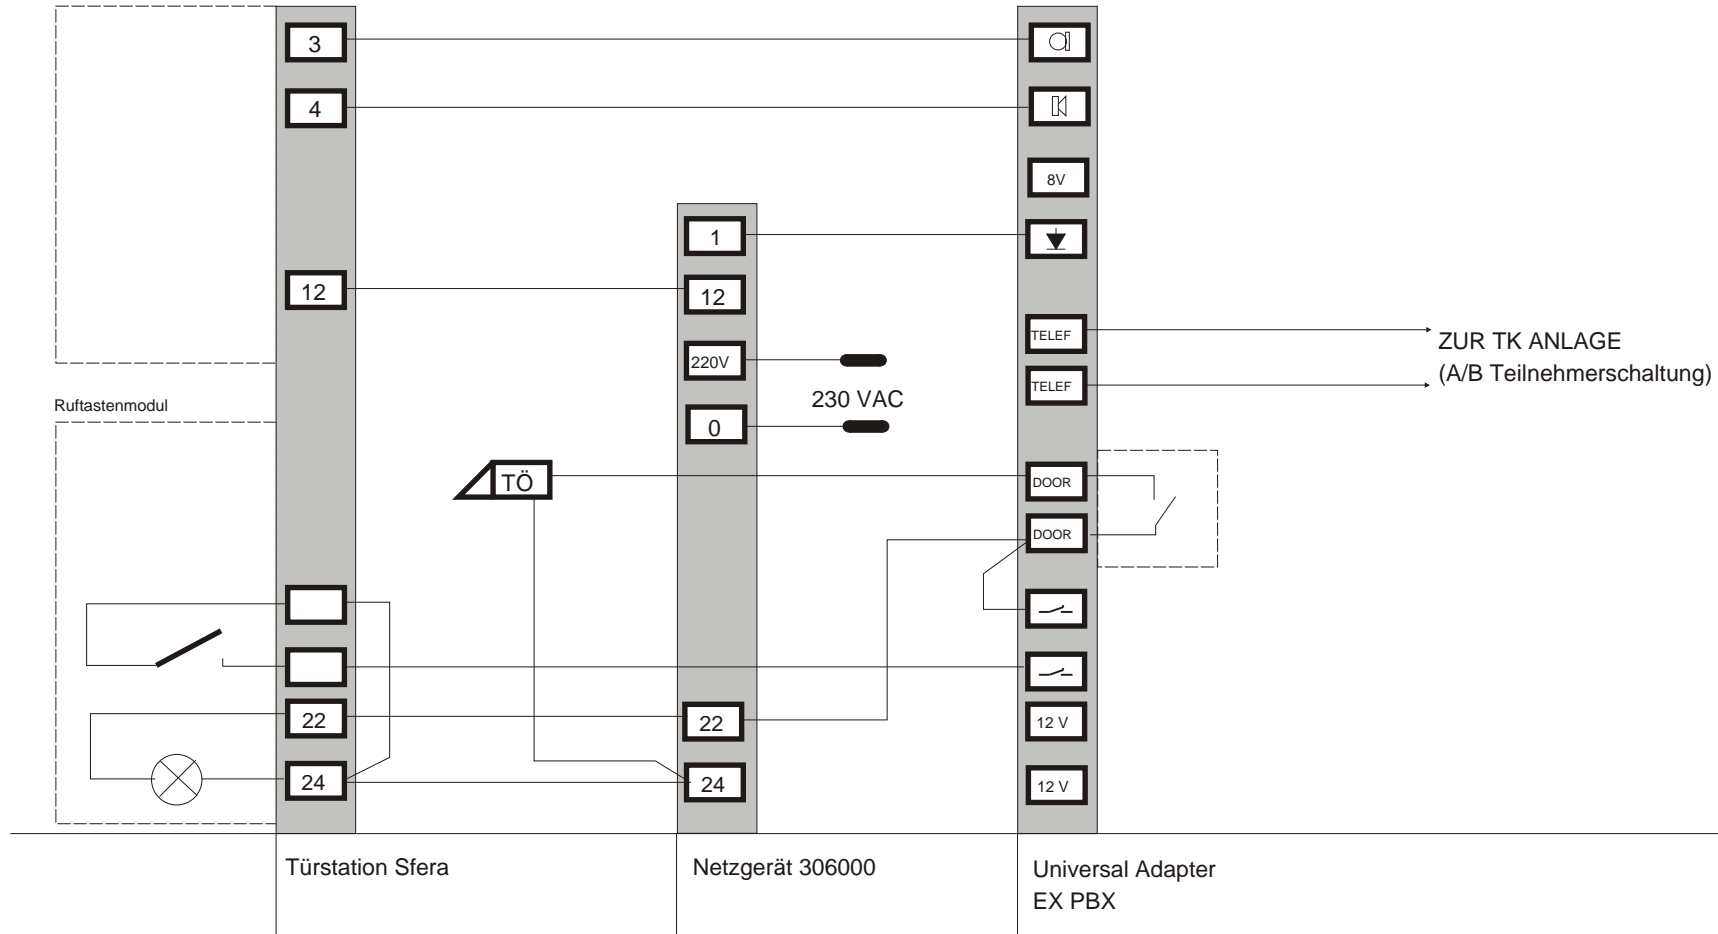 3
4
8V
1
12
12
TELEF
ZUR TK ANLAGE
220V
(A/B Teilnehmerschaltung)
TELEF
230 VAC
Ruftastenmodul
0
TÖ
DOOR
DOOR
22
22
12 V
24
24
12 V
Türstation Sfera
Netzgerät 306000
Universal Adapter
EX PBX